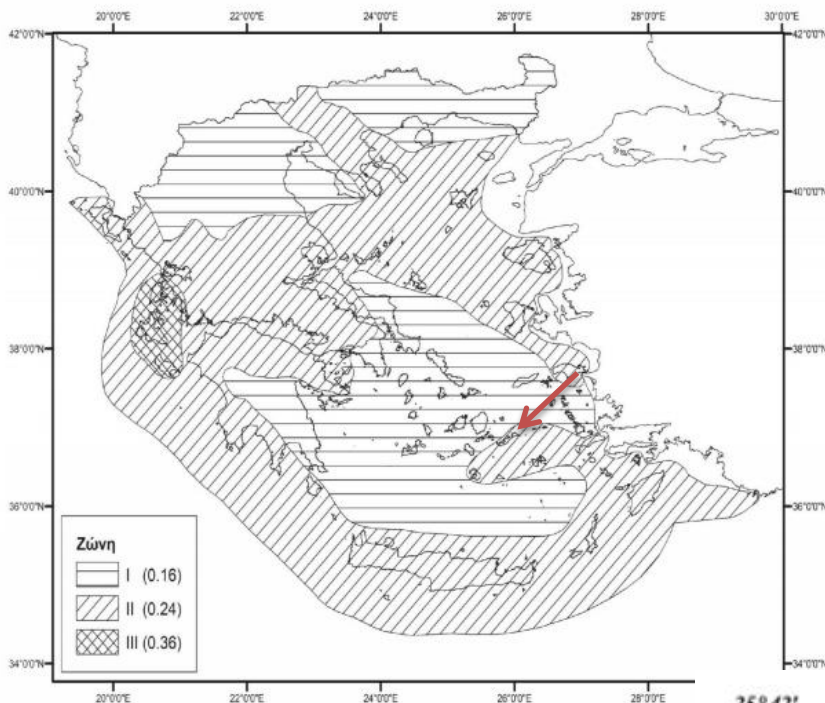 20°0'0"E 22°0'0"E 24°0'0"E 26°0'0"E 28°0'0"E 30°0'0"E
42°0'0"N 42°0'0"N
40°0'0"N 40°0'0"N
38°0'0"N 38°0'0"N
36°0'0"N 36°0'0"N
34°0'0"N 34°0'0"N
Ζώνη
I (0.16)
II (0.24)
III (0.36)
20°0'0"E 22°0'0"E 24°0'0"E 26°0'0"E 28°0'0"E